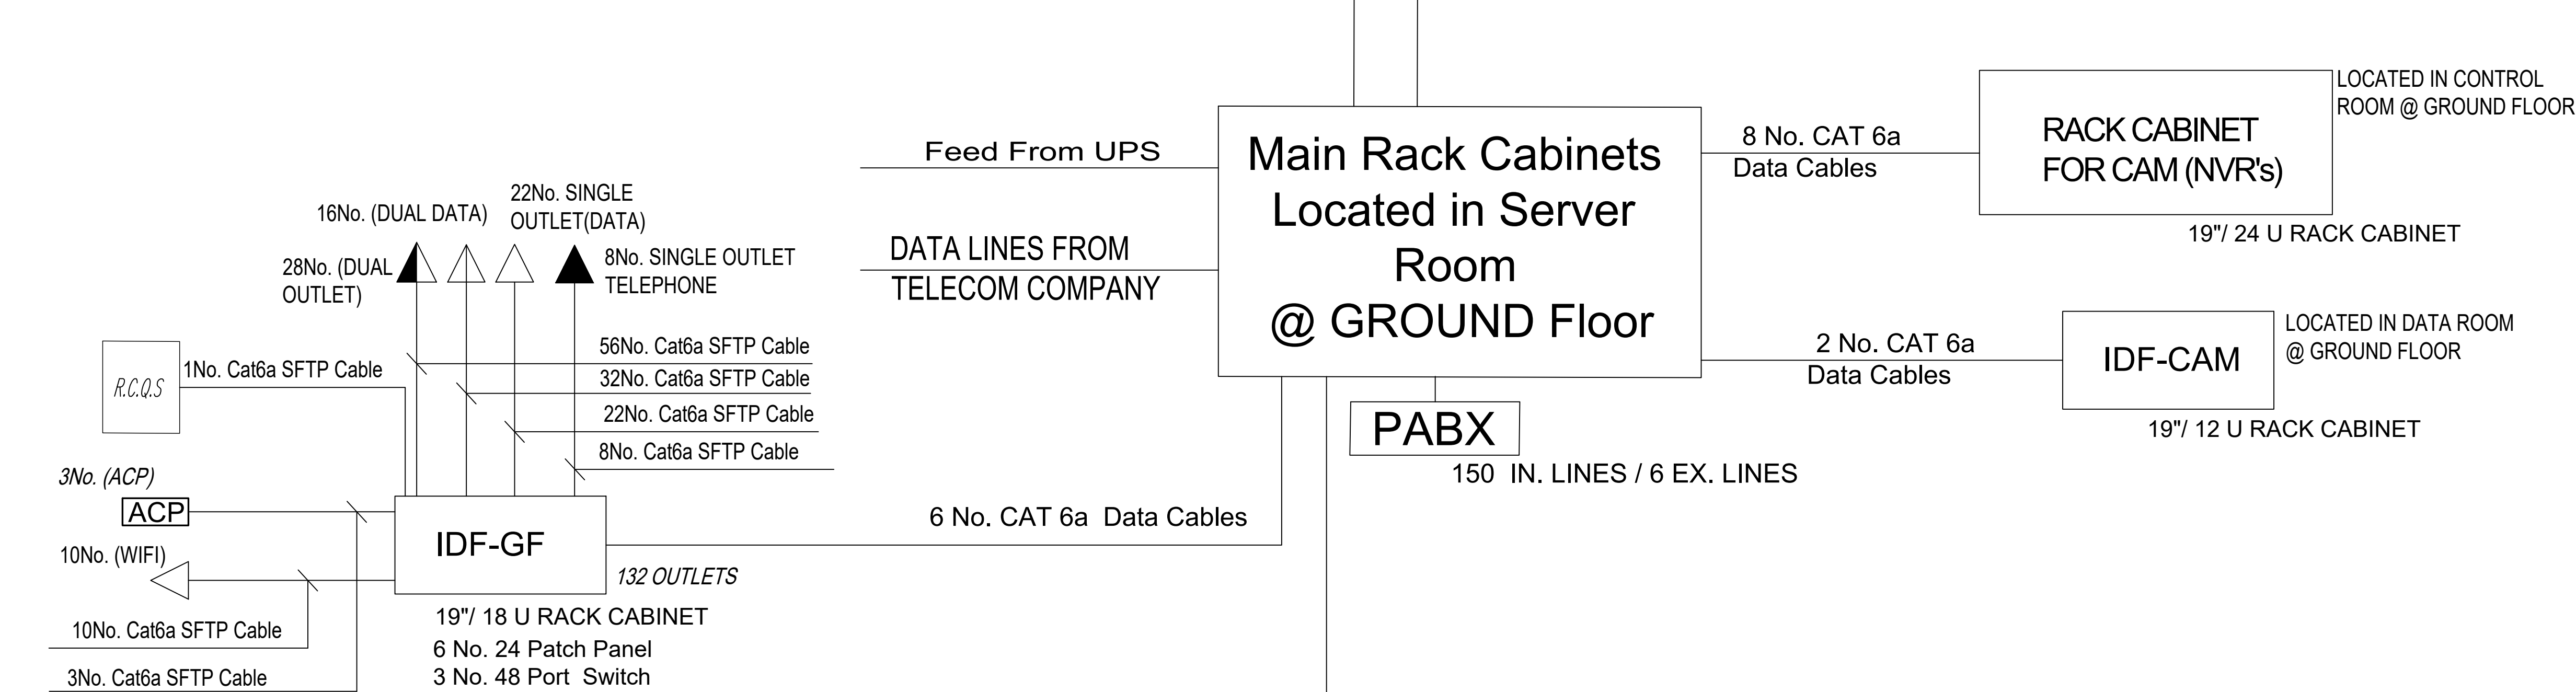 16No. (DUAL DATA)
22No. SINGLE
OUTLET(DATA)
28No. (DUAL
OUTLET)
8No. SINGLE OUTLET
TELEPHONE
R.C.Q.S
1No. Cat6a SFTP Cable
56No. Cat6a SFTP Cable
32No. Cat6a SFTP Cable
22No. Cat6a SFTP Cable
8No. Cat6a SFTP Cable
3No. (ACP)
ACP
10No. (WIFI)
10No. Cat6a SFTP Cable
3No. Cat6a SFTP Cable
IDF-GF
132 OUTLETS
19"/ 18 U RACK CABINET
6 No. 24 Patch Panel
3 No. 48 Port Switch
6 No. CAT 6a Data Cables
Feed From UPS
DATA LINES FROM
TELECOM COMPANY
Main Rack Cabinets
Located in Server
Room
@ GROUND Floor
PABX
150 IN. LINES / 6 EX. LINES
8 No. CAT 6a
Data Cables
RACK CABINET
FOR CAM (NVR's)
LOCATED IN CONTROL
ROOM @ GROUND FLOOR
19"/ 24 U RACK CABINET
2 No. CAT 6a
Data Cables
IDF-CAM
LOCATED IN DATA ROOM
@ GROUND FLOOR
19"/ 12 U RACK CABINET